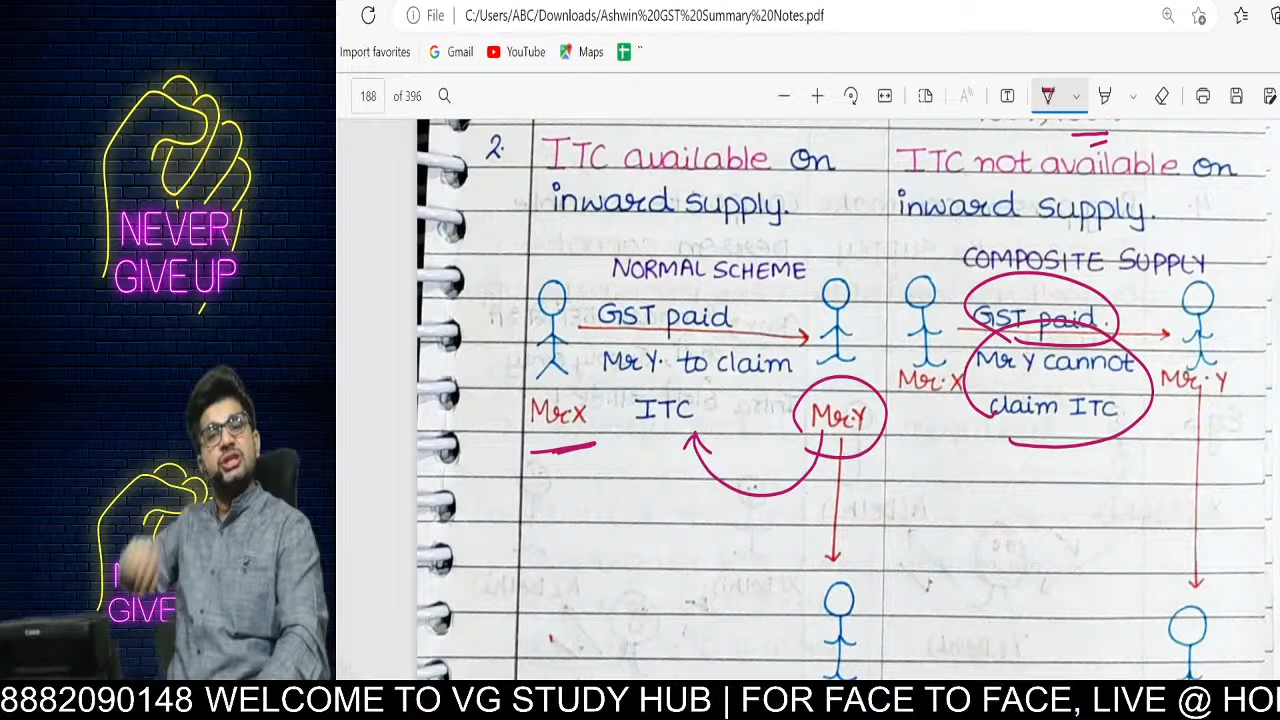 File
C:/Users/ABC/Downloads/Ashwin%20GST%20Summary%20Notes.pdf
Import favorites
Gmail
YouTube
Maps
188
of 396
2.
ITC available on
inward supply.
NORMAL SCHEME
GST paid
Mr Y. to claim
ITC
Mr X
Mr. Y
ITC not available on
inward supply.
COMPOSITE SUPPLY
GST paid.
Mr Y cannot
claim ITC
Mr. X
Mr. Y
NEVER
GIVE UP
GIVE
8882090148 WELCOME TO VG STUDY HUB | FOR FACE TO FACE, LIVE @ HO